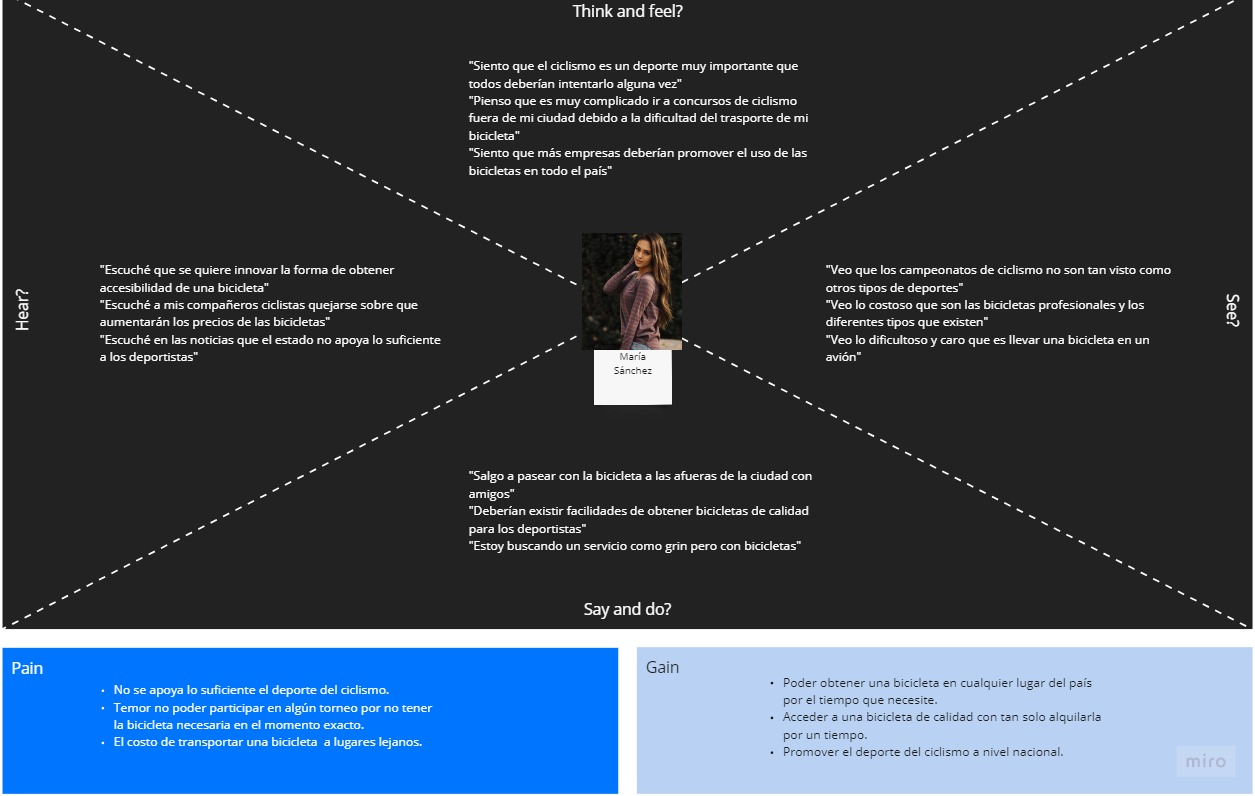 Think and feel?
"Siento que el ciclismo es un deporte muy importante que
todos deberían intentarlo alguna vez"
"Pienso que es muy complicado ir a concursos de ciclismo
fuera de mi ciudad debido a la dificultad del trasporte de mi
bicicleta"
"Siento que más empresas deberían promover el uso de las
bicicletas en todo el país"
Hear?
"Escuché que se quiere innovar la forma de obtener
accesibilidad de una bicicleta"
"Escuché a mis compañeros ciclistas quejarse sobre que
aumentarán los precios de las bicicletas"
"Escuché en las noticias que el estado no apoya lo suficiente
a los deportistas"
María
Sánchez
"Veo que los campeonatos de ciclismo no son tan visto como
otros tipos de deportes"
"Veo lo costoso que son las bicicletas profesionales y los
diferentes tipos que existen"
"Veo lo dificultoso y caro que es llevar una bicicleta en un
avión"
See?
"Salgo a pasear con la bicicleta a las afueras de la ciudad con
amigos"
"Deberían existir facilidades de obtener bicicletas de calidad
para los deportistas"
"Estoy buscando un servicio como grin pero con bicicletas"
Say and do?
Pain
• No se apoya lo suficiente el deporte del ciclismo.
• Temor no poder participar en algún torneo por no tener
la bicicleta necesaria en el momento exacto.
• El costo de transportar una bicicleta a lugares lejanos.
Gain
• Poder obtener una bicicleta en cualquier lugar del país
por el tiempo que necesite.
• Acceder a una bicicleta de calidad con tan solo alquilarla
por un tiempo.
• Promover el deporte del ciclismo a nivel nacional.
miro